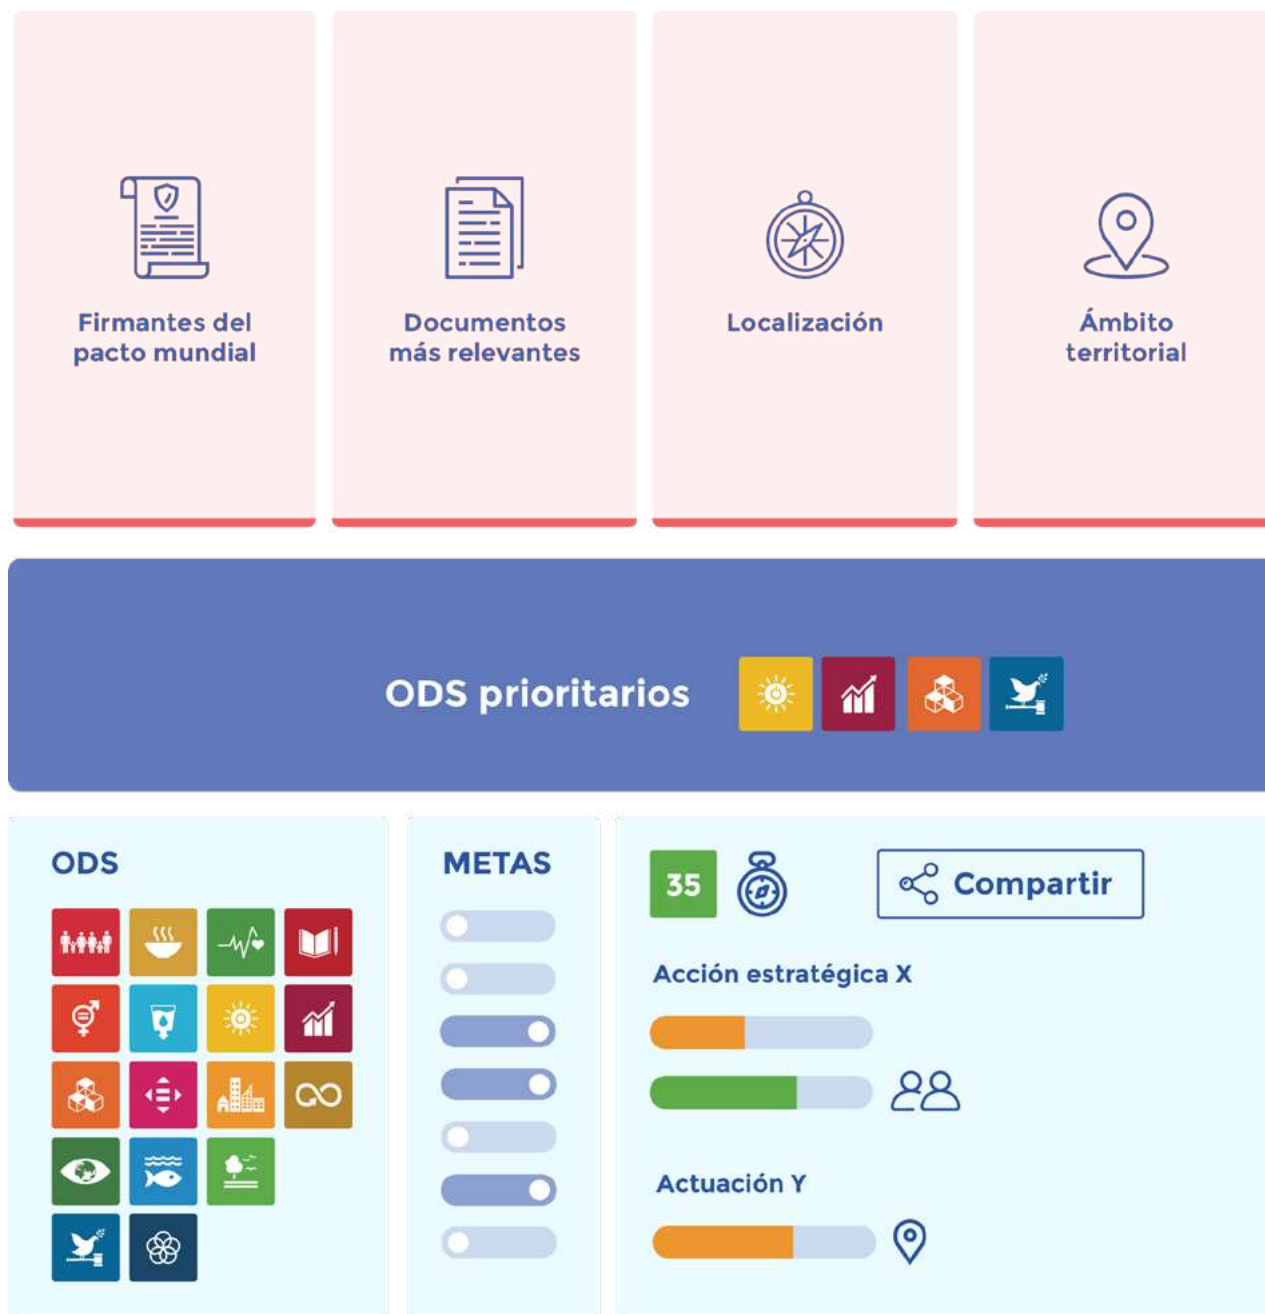 Firmantes del
pacto mundial
Documentos
más relevantes
Localización
Ámbito
territorial
ODS prioritarios
ODS
METAS
35
Compartir
Acción estratégica X
Actuación Y